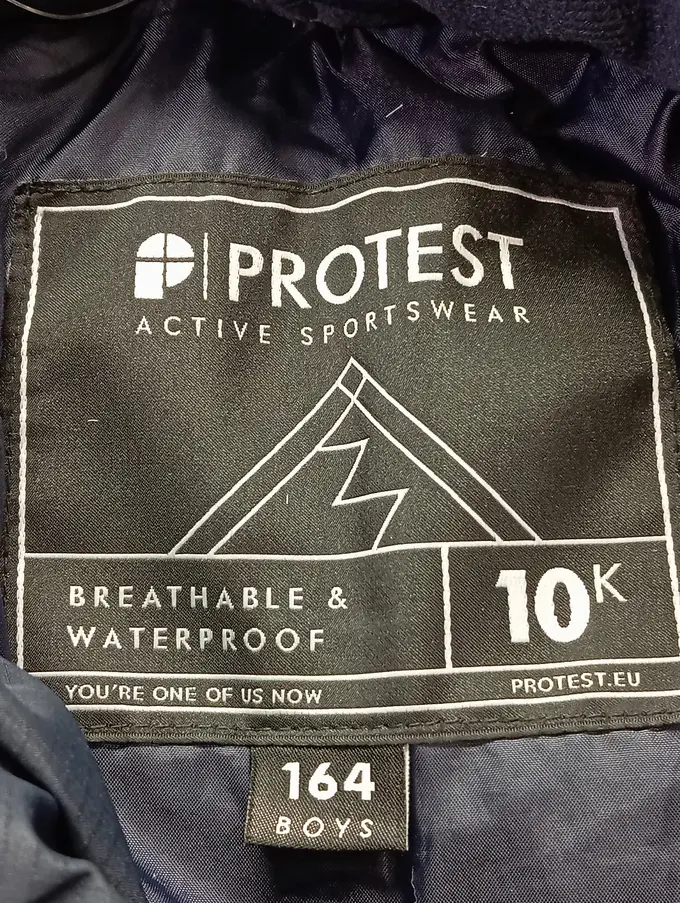 PROTEST
ACTIVE SPORTSWEAR
BREATHABLE &
WATERPROOF
10K
YOU'RE ONE OF US NOW
PROTEST.EU
164
BOYS